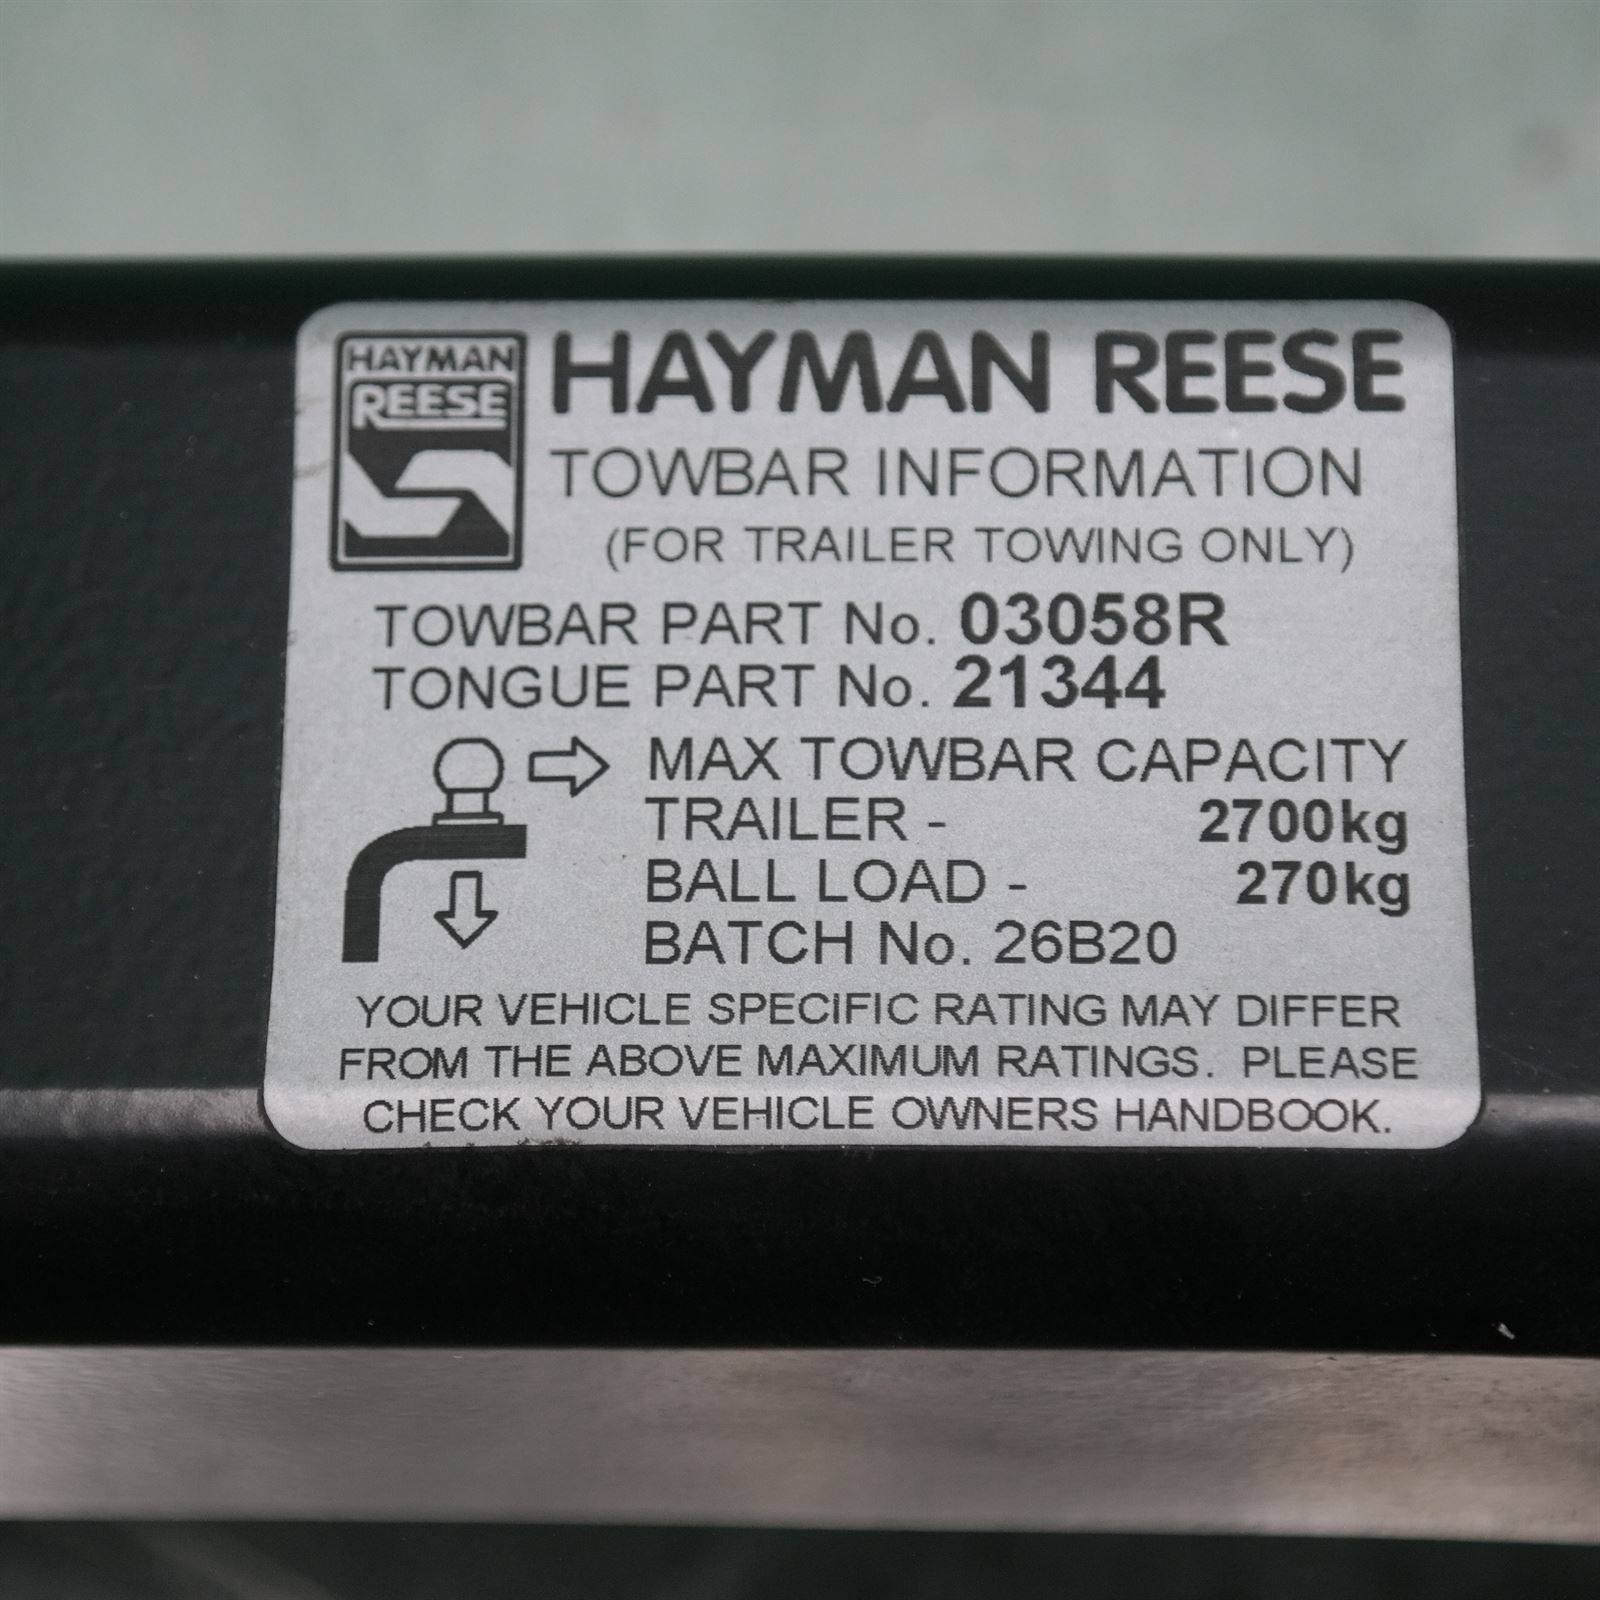 HAYMAN
REESE
HAYMAN REESE
TOWBAR INFORMATION
(FOR TRAILER TOWING ONLY)
TOWBAR PART No. 03058R
TONGUE PART No. 21344
MAX TOWBAR CAPACITY
TRAILER - 2700kg
BALL LOAD - 270kg
BATCH No. 26B20
YOUR VEHICLE SPECIFIC RATING MAY DIFFER
FROM THE ABOVE MAXIMUM RATINGS. PLEASE
CHECK YOUR VEHICLE OWNERS HANDBOOK.